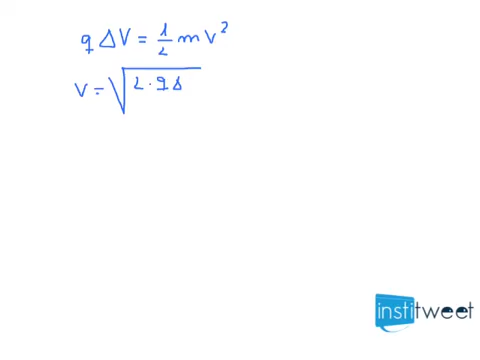 q ΔV = 1/2 m v²
v = √(2 · q Δ
institweet